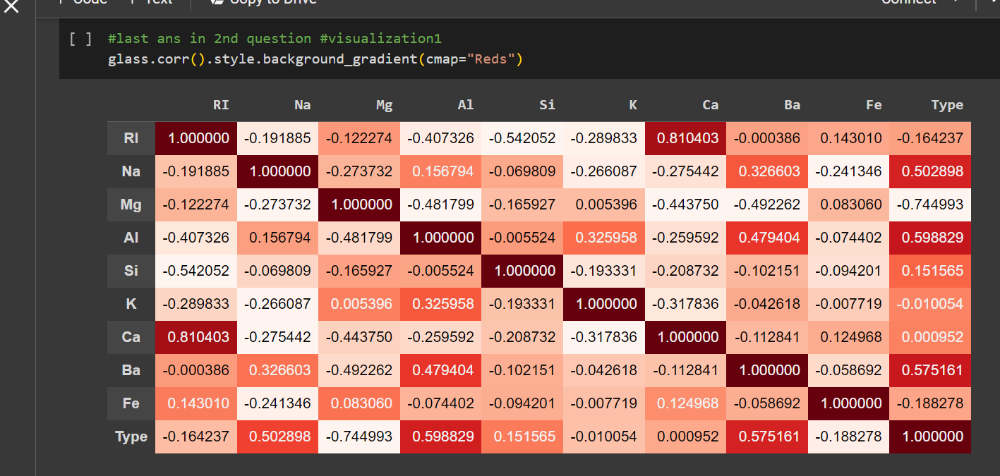 + Code + Text Copy to Drive Connect
[ ] #last ans in 2nd question #visualization1
glass.corr().style.background_gradient(cmap="Reds")
RI Na Mg Al Si K Ca Ba Fe Type
RI 1.000000 -0.191885 -0.122274 -0.407326 -0.542052 -0.289833 0.810403 -0.000386 0.143010 -0.164237
Na -0.191885 1.000000 -0.273732 0.156794 -0.069809 -0.266087 -0.275442 0.326603 -0.241346 0.502898
Mg -0.122274 -0.273732 1.000000 -0.481799 -0.165927 0.005396 -0.443750 -0.492262 0.083060 -0.744993
Al -0.407326 0.156794 -0.481799 1.000000 -0.005524 0.325958 -0.259592 0.479404 -0.074402 0.598829
Si -0.542052 -0.069809 -0.165927 -0.005524 1.000000 -0.193331 -0.208732 -0.102151 -0.094201 0.151565
K -0.289833 -0.266087 0.005396 0.325958 -0.193331 1.000000 -0.317836 -0.042618 -0.007719 -0.010054
Ca 0.810403 -0.275442 -0.443750 -0.259592 -0.208732 -0.317836 1.000000 -0.112841 0.124968 0.000952
Ba -0.000386 0.326603 -0.492262 0.479404 -0.102151 -0.042618 -0.112841 1.000000 -0.058692 0.575161
Fe 0.143010 -0.241346 0.083060 -0.074402 -0.094201 -0.007719 0.124968 -0.058692 1.000000 -0.188278
Type -0.164237 0.502898 -0.744993 0.598829 0.151565 -0.010054 0.000952 0.575161 -0.188278 1.000000